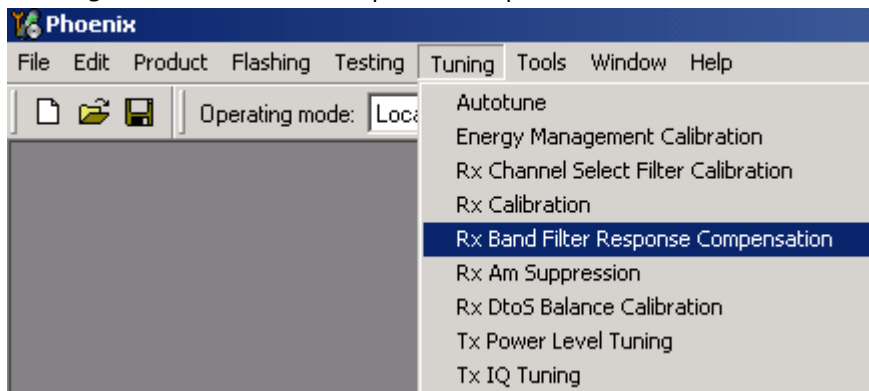 Phoenix
File Edit Product Flashing Testing Tuning Tools Window Help
Operating mode: Loca
Autotune
Energy Management Calibration
Rx Channel Select Filter Calibration
Rx Calibration
Rx Band Filter Response Compensation
Rx Am Suppression
Rx DtoS Balance Calibration
Tx Power Level Tuning
Tx IQ Tuning